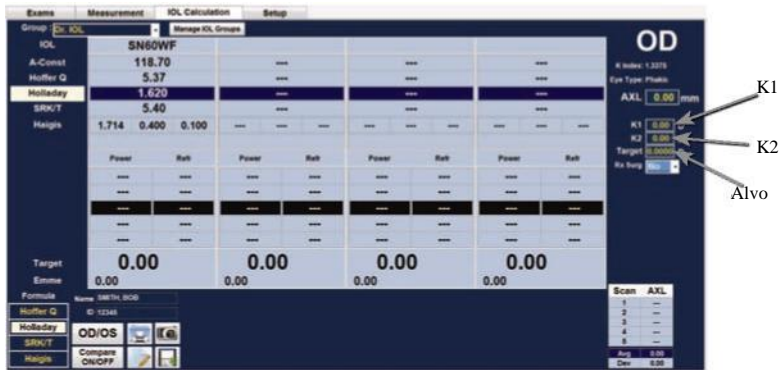 Exams Measurement IOL Calculation Setup
Group: Dr. IOL Manage IOL Groups
OD
IOL SN60WF
A-Const 118.70 --- --- ---
K Index: 1.3375
Hoffer Q 5.37 --- --- ---
Eye Type: Phakic
Holladay 1.620 --- --- ---
AXL 0.00 mm
K1
SRK/T 5.40 --- --- ---
Haigis 1.714 0.400 0.100 --- --- --- --- --- --- --- --- ---
K1 0.00
K2 0.00
K2
Target 0.0000
Rx Surg No
Alvo
Power Refr Power Refr Power Refr Power Refr
--- --- --- --- --- --- --- ---
--- --- --- --- --- --- --- ---
--- --- --- --- --- --- --- ---
--- --- --- --- --- --- --- ---
--- --- --- --- --- --- --- ---
Target 0.00 0.00 0.00 0.00
Emme 0.00 0.00 0.00 0.00
Formula
Name SMITH, BOB
ID 12345
Hoffer Q
Holladay
SRK/T
Haigis
OD/OS
Compare
ON/OFF
Scan AXL
1 ---
2 ---
3 ---
4 ---
5 ---
Avg 0.00
Dev 0.00